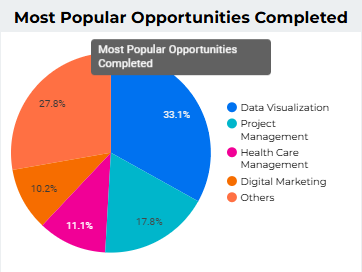 Most Popular Opportunities Completed
Most Popular Opportunities
Completed
27.8%
33.1%
10.2%
11.1%
17.8%
Data Visualization
Project
Management
Health Care
Management
Digital Marketing
Others